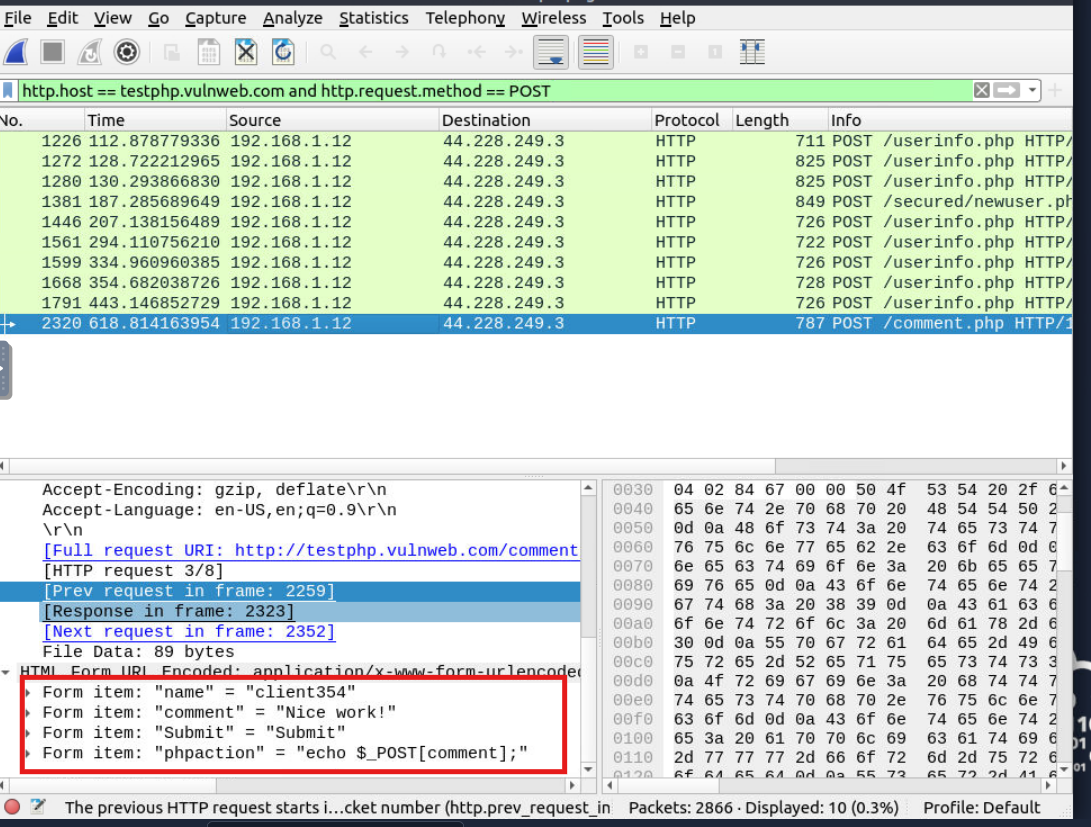 File Edit View Go Capture Analyze Statistics Telephony Wireless Tools Help
http.host == testphp.vulnweb.com and http.request.method == POST
No. Time Source Destination Protocol Length Info
1226 112.878779336 192.168.1.12 44.228.249.3 HTTP 711 POST /userinfo.php HTTP/
1272 128.722212965 192.168.1.12 44.228.249.3 HTTP 825 POST /userinfo.php HTTP/
1280 130.293866830 192.168.1.12 44.228.249.3 HTTP 825 POST /userinfo.php HTTP/
1381 187.285689649 192.168.1.12 44.228.249.3 HTTP 849 POST /secured/newuser.ph
1446 207.138156489 192.168.1.12 44.228.249.3 HTTP 726 POST /userinfo.php HTTP/
1561 294.110756210 192.168.1.12 44.228.249.3 HTTP 722 POST /userinfo.php HTTP/
1599 334.960960385 192.168.1.12 44.228.249.3 HTTP 726 POST /userinfo.php HTTP/
1668 354.682038726 192.168.1.12 44.228.249.3 HTTP 728 POST /userinfo.php HTTP/
1791 443.146852729 192.168.1.12 44.228.249.3 HTTP 726 POST /userinfo.php HTTP/
2320 618.814163954 192.168.1.12 44.228.249.3 HTTP 787 POST /comment.php HTTP/1
Accept-Encoding: gzip, deflate\r\n
Accept-Language: en-US,en;q=0.9\r\n
\r\n
[Full request URI: http://testphp.vulnweb.com/comment
[HTTP request 3/8]
[Prev request in frame: 2259]
[Response in frame: 2323]
[Next request in frame: 2352]
File Data: 89 bytes
HTML Form URL Encoded: application/x-www-form-urlencoded
Form item: "name" = "client354"
Form item: "comment" = "Nice work!"
Form item: "Submit" = "Submit"
Form item: "phpaction" = "echo $_POST[comment];"
0030 04 02 84 67 00 00 50 4f 53 54 20 2f 6
0040 65 6e 74 2e 70 68 70 20 48 54 54 50 2
0050 0d 0a 48 6f 73 74 3a 20 74 65 73 74 7
0060 76 75 6c 6e 77 65 62 2e 63 6f 6d 0d 0
0070 6e 65 63 74 69 6f 6e 3a 20 6b 65 65 7
0080 69 76 65 0d 0a 43 6f 6e 74 65 6e 74 2
0090 67 74 68 3a 20 38 39 0d 0a 43 61 63 6
00a0 6f 6e 74 72 6f 6c 3a 20 6d 61 78 2d 6
00b0 30 0d 0a 55 70 67 72 61 64 65 2d 49 6
00c0 75 72 65 2d 52 65 71 75 65 73 74 73 3
00d0 0a 4f 72 69 67 69 6e 3a 20 68 74 74 7
00e0 74 65 73 74 70 68 70 2e 76 75 6c 6e 7
00f0 63 6f 6d 0d 0a 43 6f 6e 74 65 6e 74 2
0100 65 3a 20 61 70 70 6c 69 63 61 74 69 6
0110 2d 77 77 77 2d 66 6f 72 6d 2d 75 72 6
0120 6f 64 65 64 0d 0a 55 73 65 72 2d 41 6
The previous HTTP request starts i...cket number (http.prev_request_in Packets: 2866 · Displayed: 10 (0.3%) Profile: Default